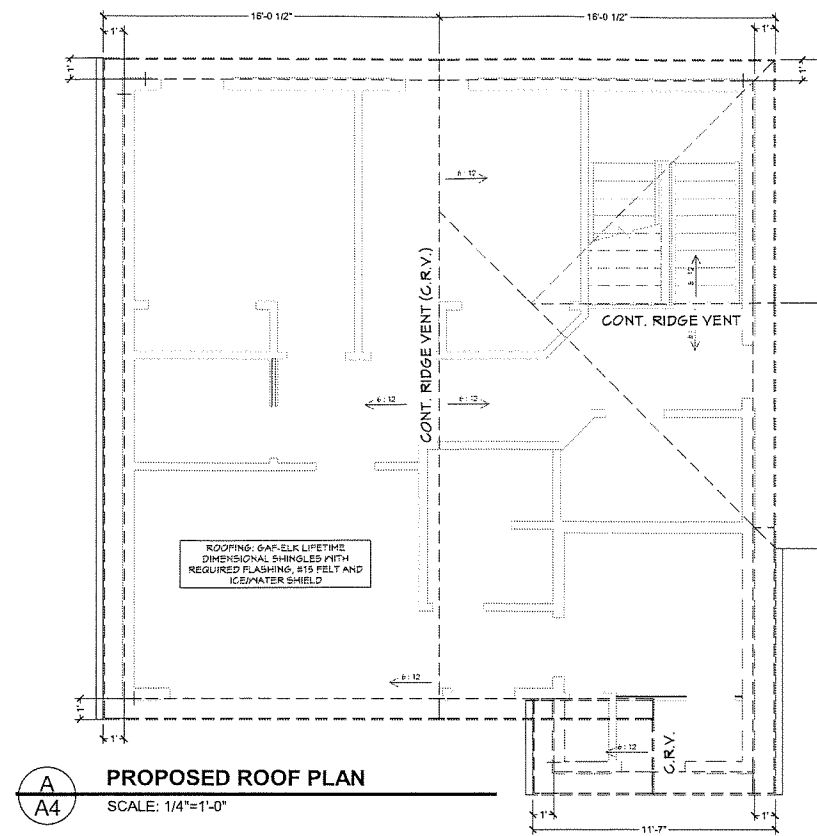 16'-0 1/2" 16'-0 1/2"
1' 1'
1' 1'
6:12
CONT. RIDGE VENT (C.R.V.)
6:12
CONT. RIDGE VENT
6:12
6:12 6:12
ROOFING: GAF-ELK LIFETIME
DIMENSIONAL SHINGLES WITH
REQUIRED FLASHING, #15 FELT AND
ICE/WATER SHIELD
6:12
1'
1'
6:12
C.R.V.
A
A4
PROPOSED ROOF PLAN
SCALE: 1/4"=1'-0"
1' 1'
11'-7"